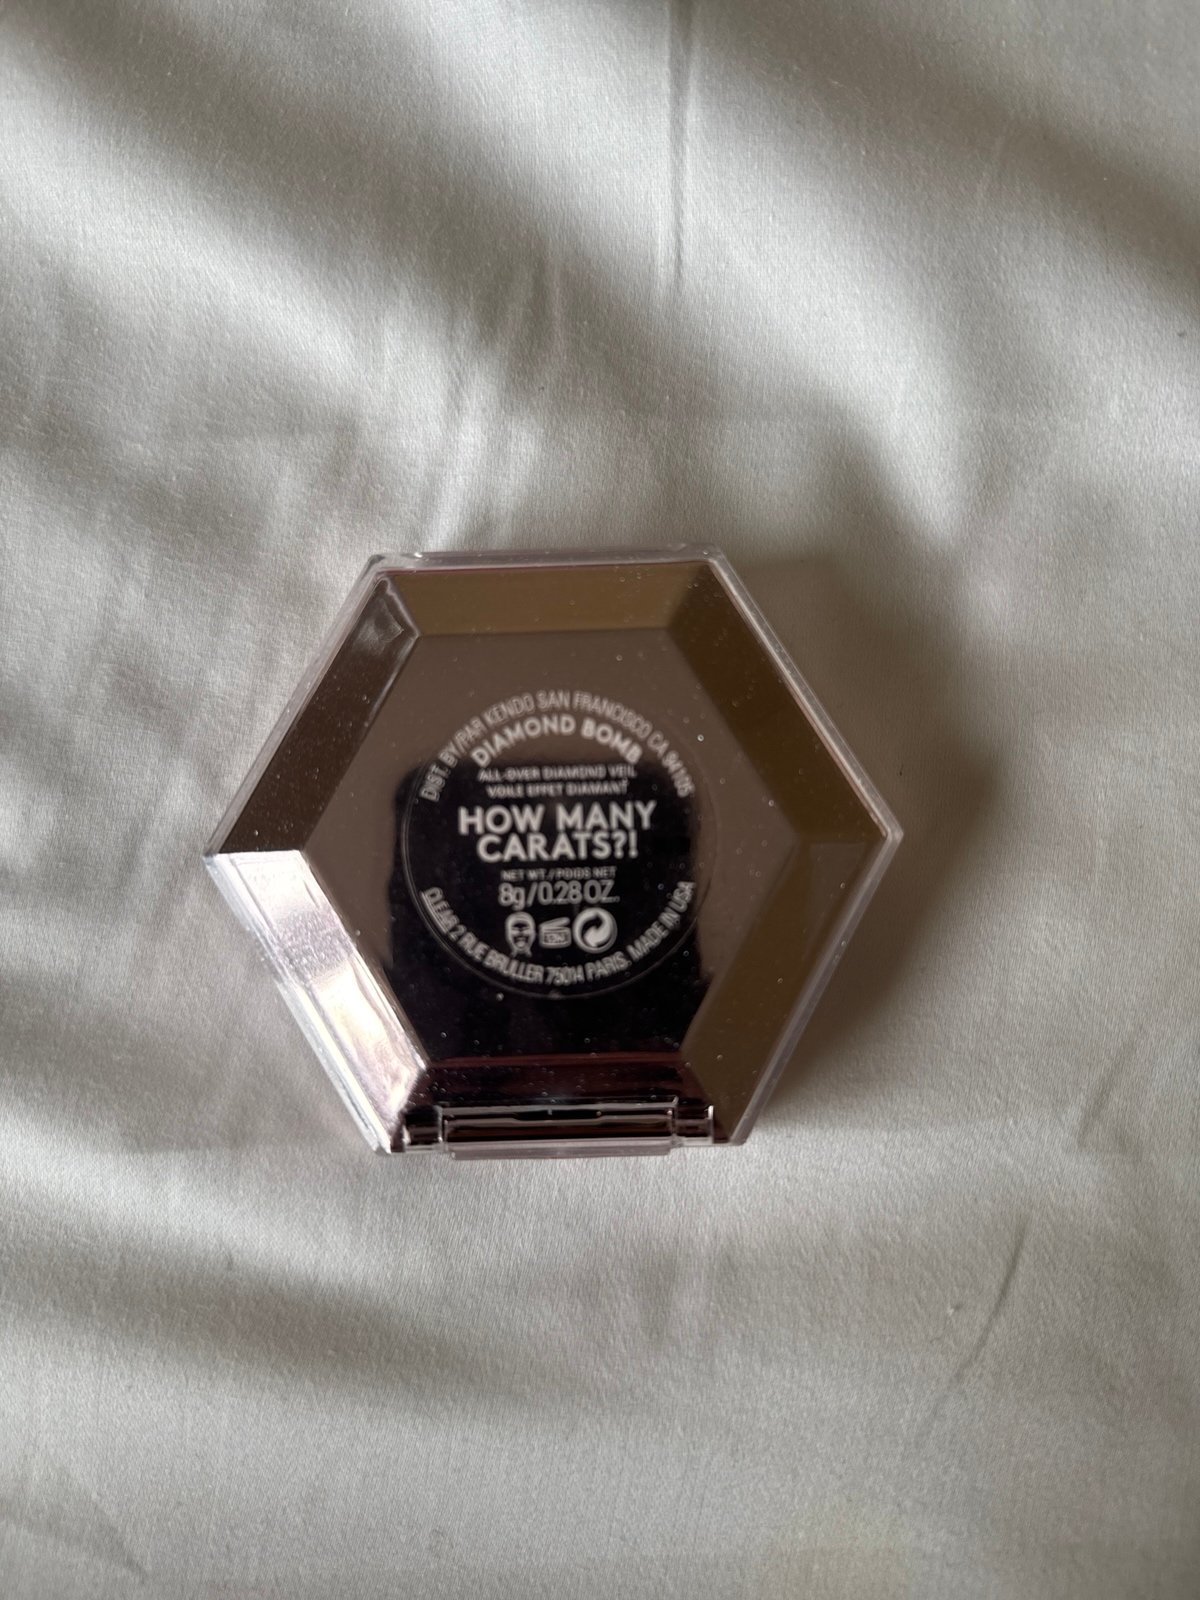 DIST. BY/PAR KENDO SAN FRANCISCO CA 94105
DIAMOND BOMB
ALL-OVER DIAMOND VEIL
VOILE EFFET DIAMANT
HOW MANY
CARATS?!
NET WT./POIDS NET
8g/0.28 OZ.
CLEAR 2 RUE BRULLER 75014 PARIS. MADE IN USA